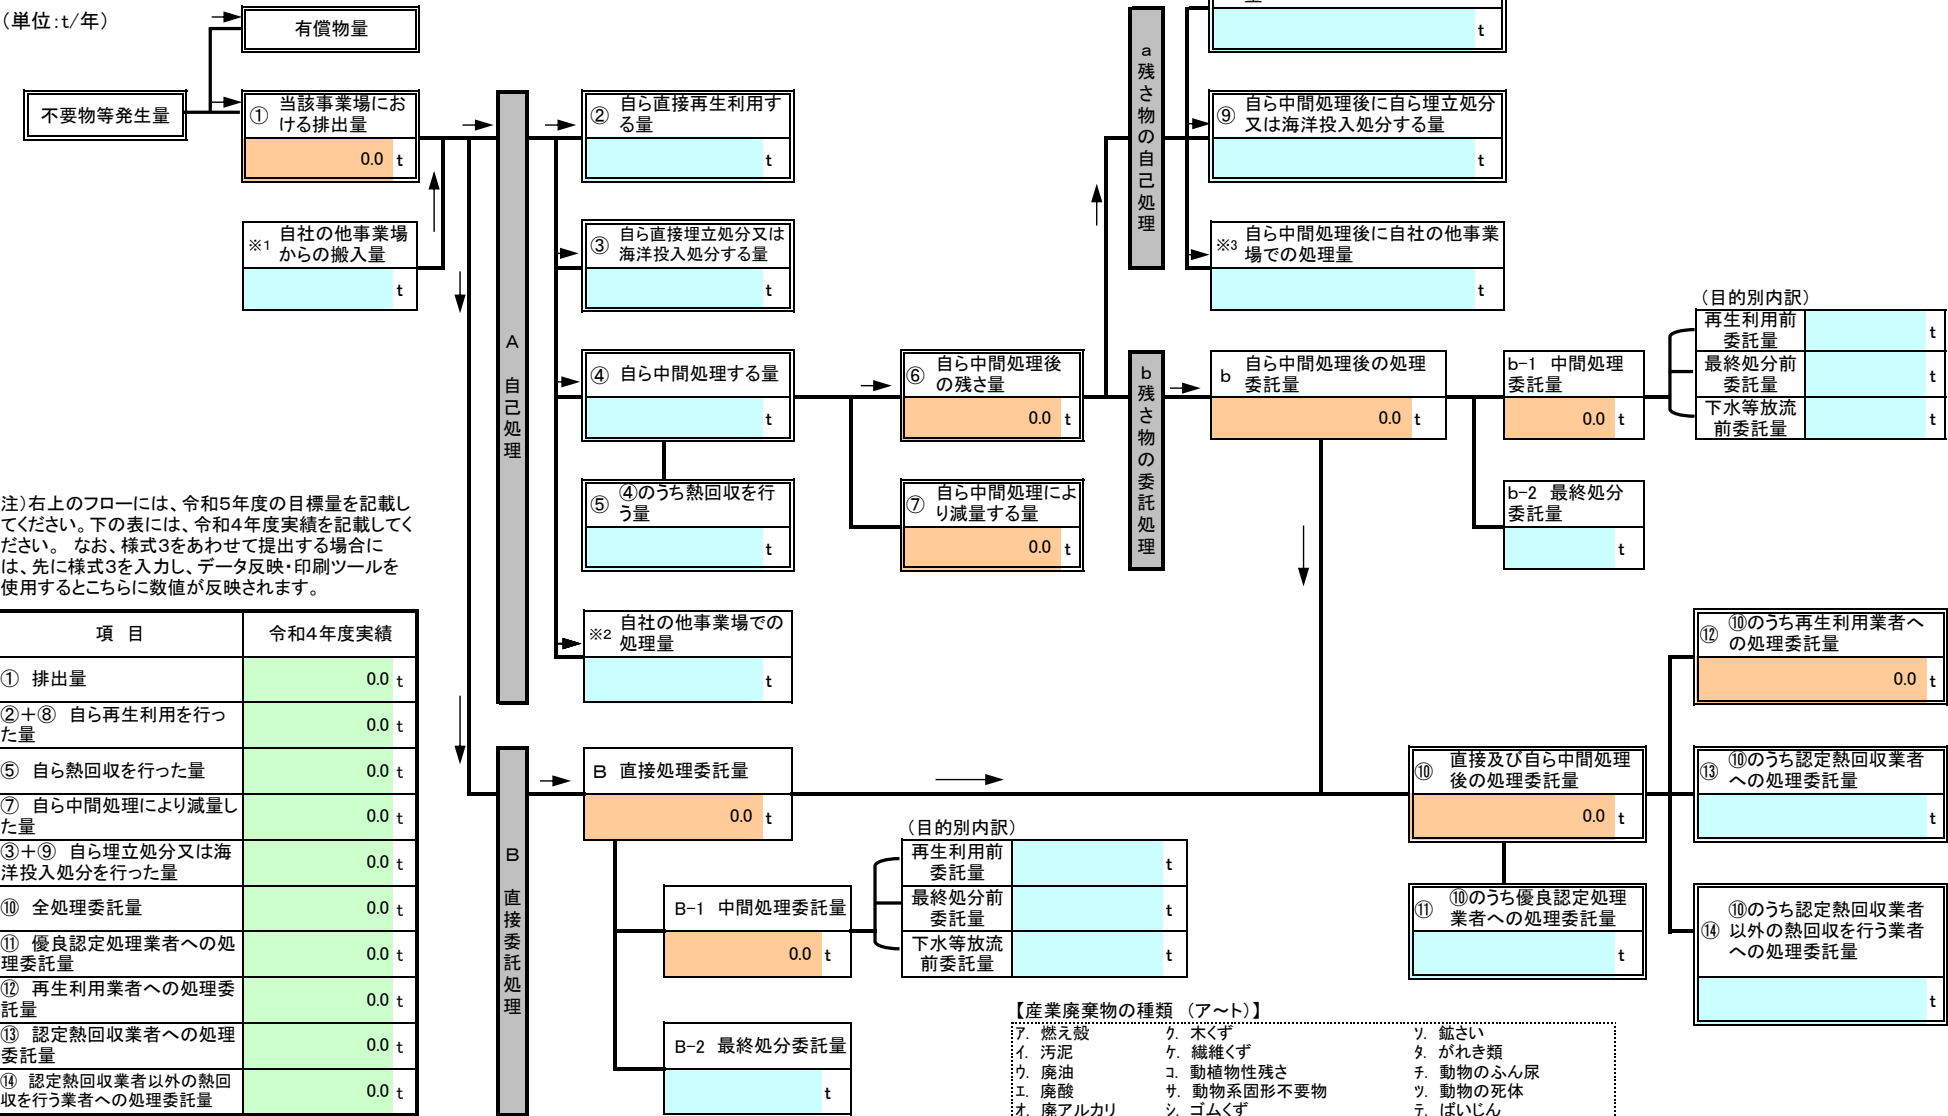 （単位：t/年）
有償物量
不要物等発生量
① 当該事業場にお
ける排出量
0.0 t
※1 自社の他事業場
からの搬入量
t
A
自
己
処
理
② 自ら直接再生利用す
る量
t
③ 自ら直接埋立処分又は
海洋投入処分する量
t
④ 自ら中間処理する量
t
⑤ ④のうち熱回収を行
う量
t
※2 自社の他事業場での
処理量
t
⑥ 自ら中間処理後
の残さ量
0.0 t
⑦ 自ら中間処理によ
り減量する量
0.0 t
a
残
さ
物
の
自
己
処
理
t
⑨ 自ら中間処理後に自ら埋立処分
又は海洋投入処分する量
t
※3 自ら中間処理後に自社の他事業
場での処理量
t
b
残
さ
物
の
委
託
処
理
b 自ら中間処理後の処理
委託量
0.0 t
b-1 中間処理
委託量
0.0 t
（目的別内訳）
再生利用前
委託量
t
最終処分前
委託量
t
下水等放流
前委託量
t
b-2 最終処分
委託量
t
注）右上のフローには、令和5年度の目標量を記載し
てください。下の表には、令和4年度実績を記載してく
ださい。 なお、様式3をあわせて提出する場合に
は、先に様式3を入力し、データ反映・印刷ツールを
使用するとこちらに数値が反映されます。
項 目 令和4年度実績
① 排出量 0.0 t
②＋⑧ 自ら再生利用を行っ
た量 0.0 t
⑤ 自ら熱回収を行った量 0.0 t
⑦ 自ら中間処理により減量し
た量 0.0 t
③＋⑨ 自ら埋立処分又は海
洋投入処分を行った量 0.0 t
⑩ 全処理委託量 0.0 t
⑪ 優良認定処理業者への処
理委託量 0.0 t
⑫ 再生利用業者への処理委
託量 0.0 t
⑬ 認定熱回収業者への処理
委託量 0.0 t
⑭ 認定熱回収業者以外の熱回
収を行う業者への処理委託量 0.0 t
B
直
接
委
託
処
理
B 直接処理委託量
0.0 t
B-1 中間処理委託量
0.0 t
（目的別内訳）
再生利用前
委託量
t
最終処分前
委託量
t
下水等放流
前委託量
t
B-2 最終処分委託量
t
⑩ 直接及び自ら中間処理
後の処理委託量
0.0 t
⑪ ⑩のうち優良認定処理
業者への処理委託量
t
⑫ ⑩のうち再生利用業者へ
の処理委託量
0.0 t
⑬ ⑩のうち認定熱回収業者
への処理委託量
t
⑭ ⑩のうち認定熱回収業者
以外の熱回収を行う業者
への処理委託量
t
【産業廃棄物の種類 （ア～ト）】
ア. 燃え殻 ク. 木くず ソ. 鉱さい
イ. 汚泥 ケ. 繊維くず タ. がれき類
ウ. 廃油 コ. 動植物性残さ チ. 動物のふん尿
エ. 廃酸 サ. 動物系固形不要物 ツ. 動物の死体
オ. 廃アルカリ シ. ゴムくず テ. ばいじん